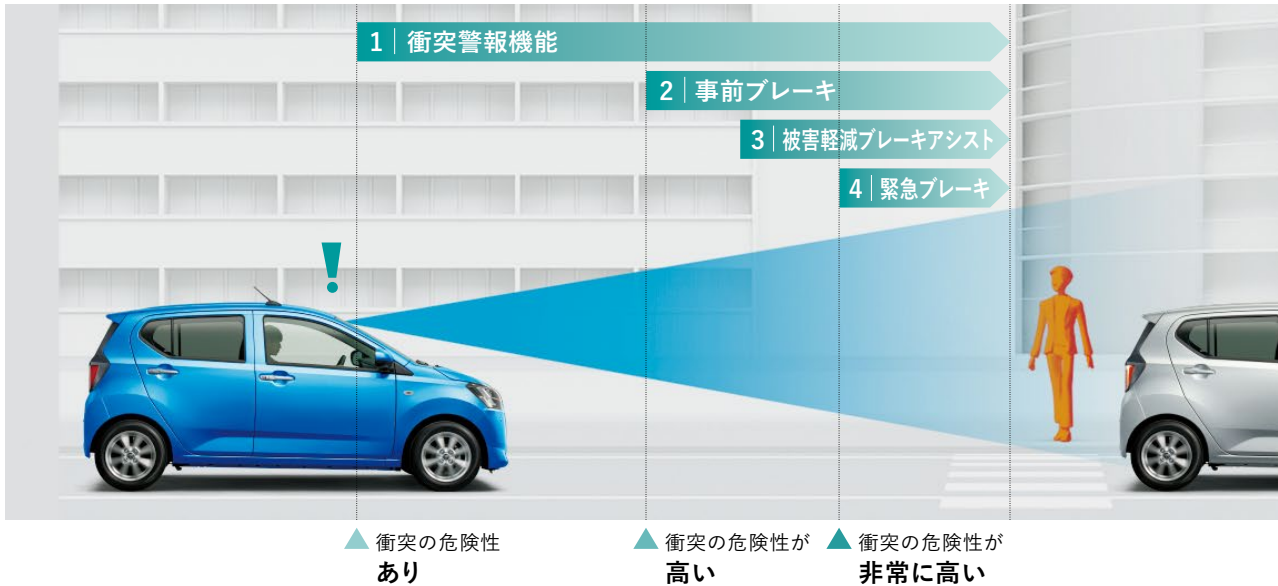 1 | 衝突警報機能
2 | 事前ブレーキ
3 | 被害軽減ブレーキアシスト
4 | 緊急ブレーキ
!
▲ 衝突の危険性
あり
▲ 衝突の危険性が
高い
▲ 衝突の危険性が
非常に高い